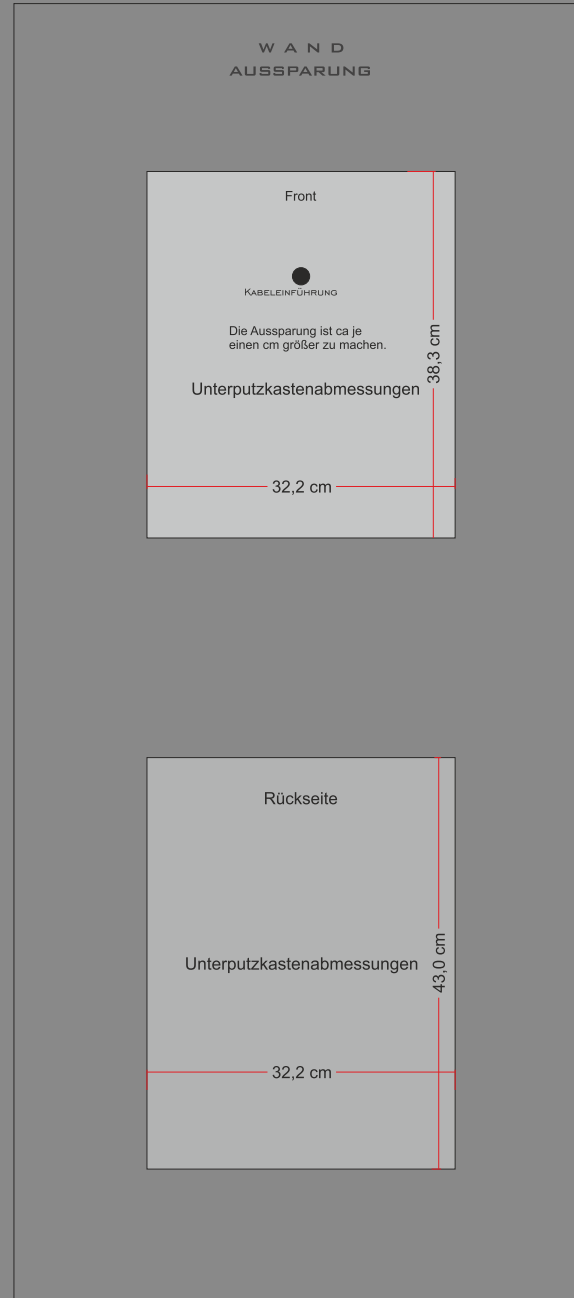 WAND
AUSSPARUNG
Front
KABELEINFÜHRUNG
Die Aussparung ist ca je
einen cm größer zu machen.
38,3 cm
Unterputzkastenabmessungen
32,2 cm
Rückseite
Unterputzkastenabmessungen
43,0 cm
32,2 cm